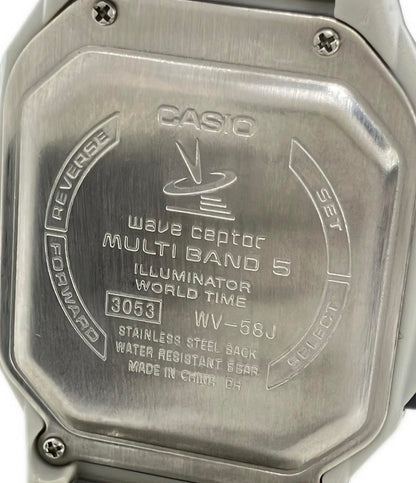 CASIO
REVERSE
SET
wave ceptor
MULTI BAND 5
ILLUMINATOR
WORLD TIME
FORWARD
SELECT
3053 WV-58J
STAINLESS STEEL BACK
WATER RESISTANT 5BAR
MADE IN CHINA DH